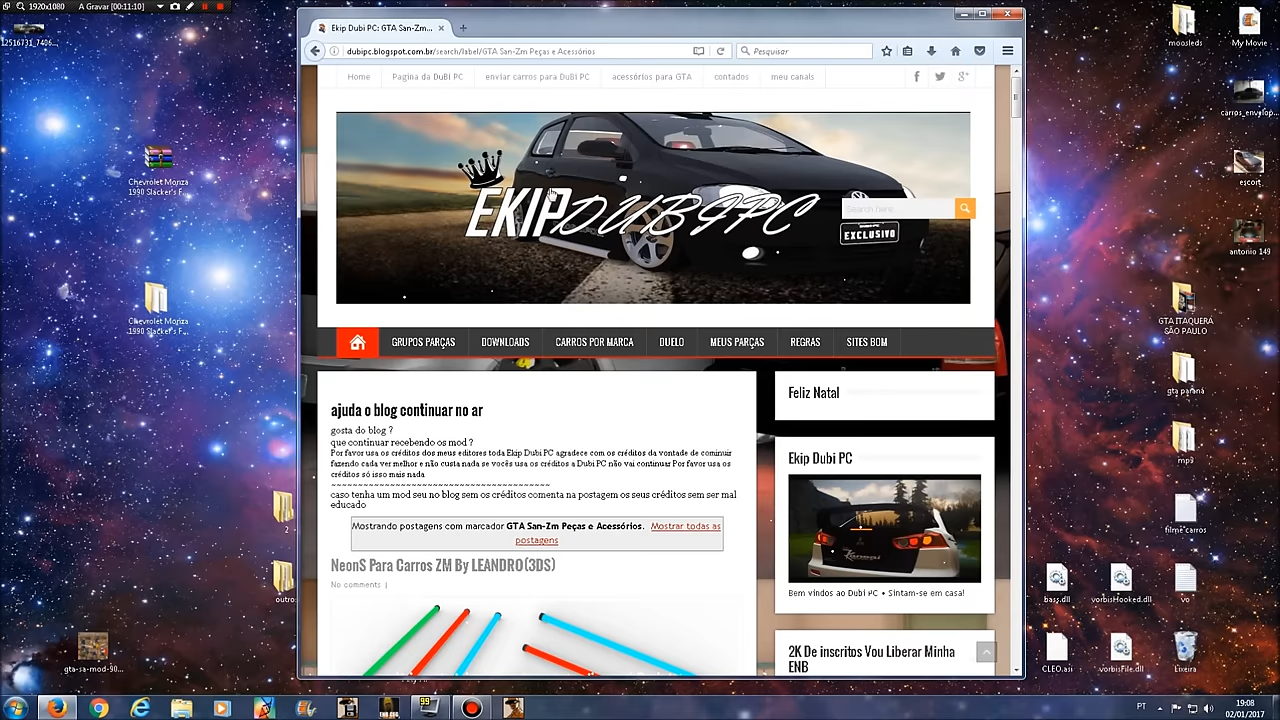 1920x1080 A Gravar [00:11:10]
Ekip Dubi PC: GTA San-Zm...
dubipc.blogspot.com.br/search/label/GTA San-Zm Peças e Acessórios
Pesquisar
Home Pagina da DuBi PC enviar carros para DuBi PC acessórios para GTA contados meu canais
EKIP DUBIPC
Search here
EXCLUSIVO
GRUPOS PARÇAS DOWNLOADS CARROS POR MARCA DUELO MEUS PARÇAS REGRAS SITES BOM
ajuda o blog continuar no ar
gosta do blog ?
que continuar recebendo os mod ?
Por favor usa os créditos dos meus editores toda Ekip Dubi PC agradece com os créditos da vontade de cominuir
fazendo cada ver melhor e não custa nada se vocês usa os créditos a Dubi PC não vai continuar Por favor usa os
créditos só isso mais nada
~~~~~~~~~~~~~~~~~~~~~~~~~~~~~~~~~~~~~~
caso tenha um mod seu no blog sem os créditos comenta na postagem os seus créditos sem ser mal
educado
Mostrando postagens com marcador GTA San-Zm Peças e Acessórios. Mostrar todas as
postagens
NeonS Para Carros ZM By LEANDRO(3DS)
No comments |
Feliz Natal
Ekip Dubi PC
Bem vindos ao Dubi PC • Sintam-se em casa!
2K De inscritos Vou Liberar Minha
ENB
Chevrolet Monza
1990 Slacker's F...
Chevrolet Monza
1990 Slacker's F...
outro
gta-sa-mod-90...
moosleds
My Movie
carros_envelop...
escort
antonio 149
GTA ITAQUERA
SÃO PAULO
gta paraná
mp3
filme carros
bass.dll
vorbisHooked.dll
vo
CLEO.asi
vorbisFile.dll
Lixeira
99
PT
19:08
02/01/2017